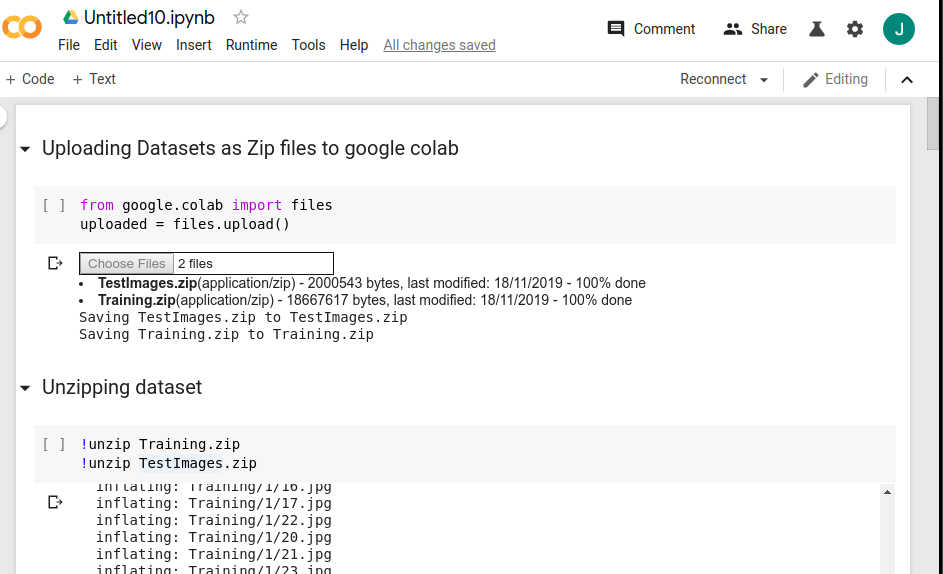 Untitled10.ipynb
Comment Share J
File Edit View Insert Runtime Tools Help All changes saved
+ Code + Text Reconnect Editing
Uploading Datasets as Zip files to google colab
[ ] from google.colab import files
uploaded = files.upload()
Choose Files 2 files
• TestImages.zip(application/zip) - 2000543 bytes, last modified: 18/11/2019 - 100% done
• Training.zip(application/zip) - 18667617 bytes, last modified: 18/11/2019 - 100% done
Saving TestImages.zip to TestImages.zip
Saving Training.zip to Training.zip
Unzipping dataset
[ ] !unzip Training.zip
!unzip TestImages.zip
inflating: Training/1/16.jpg
inflating: Training/1/17.jpg
inflating: Training/1/22.jpg
inflating: Training/1/20.jpg
inflating: Training/1/21.jpg
inflating: Training/1/23.jpg